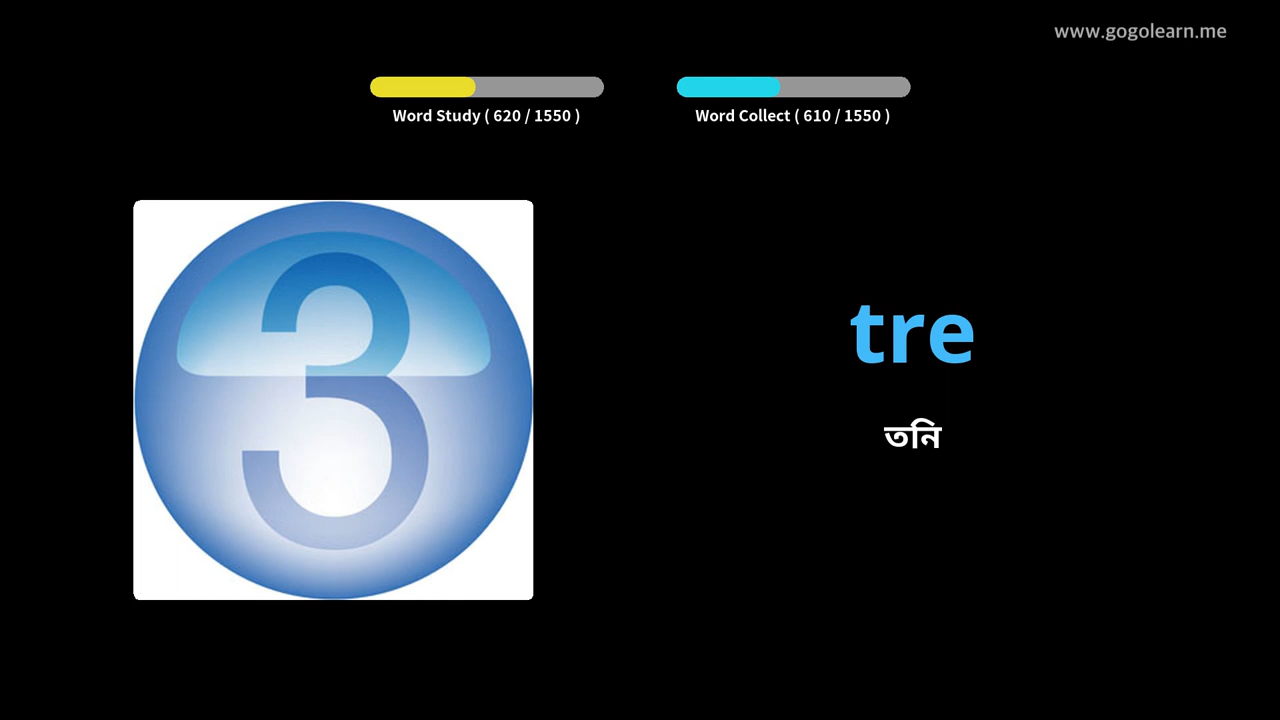 www.gogolearn.me
Word Study ( 620 / 1550 )
Word Collect ( 610 / 1550 )
3
tre
তনি